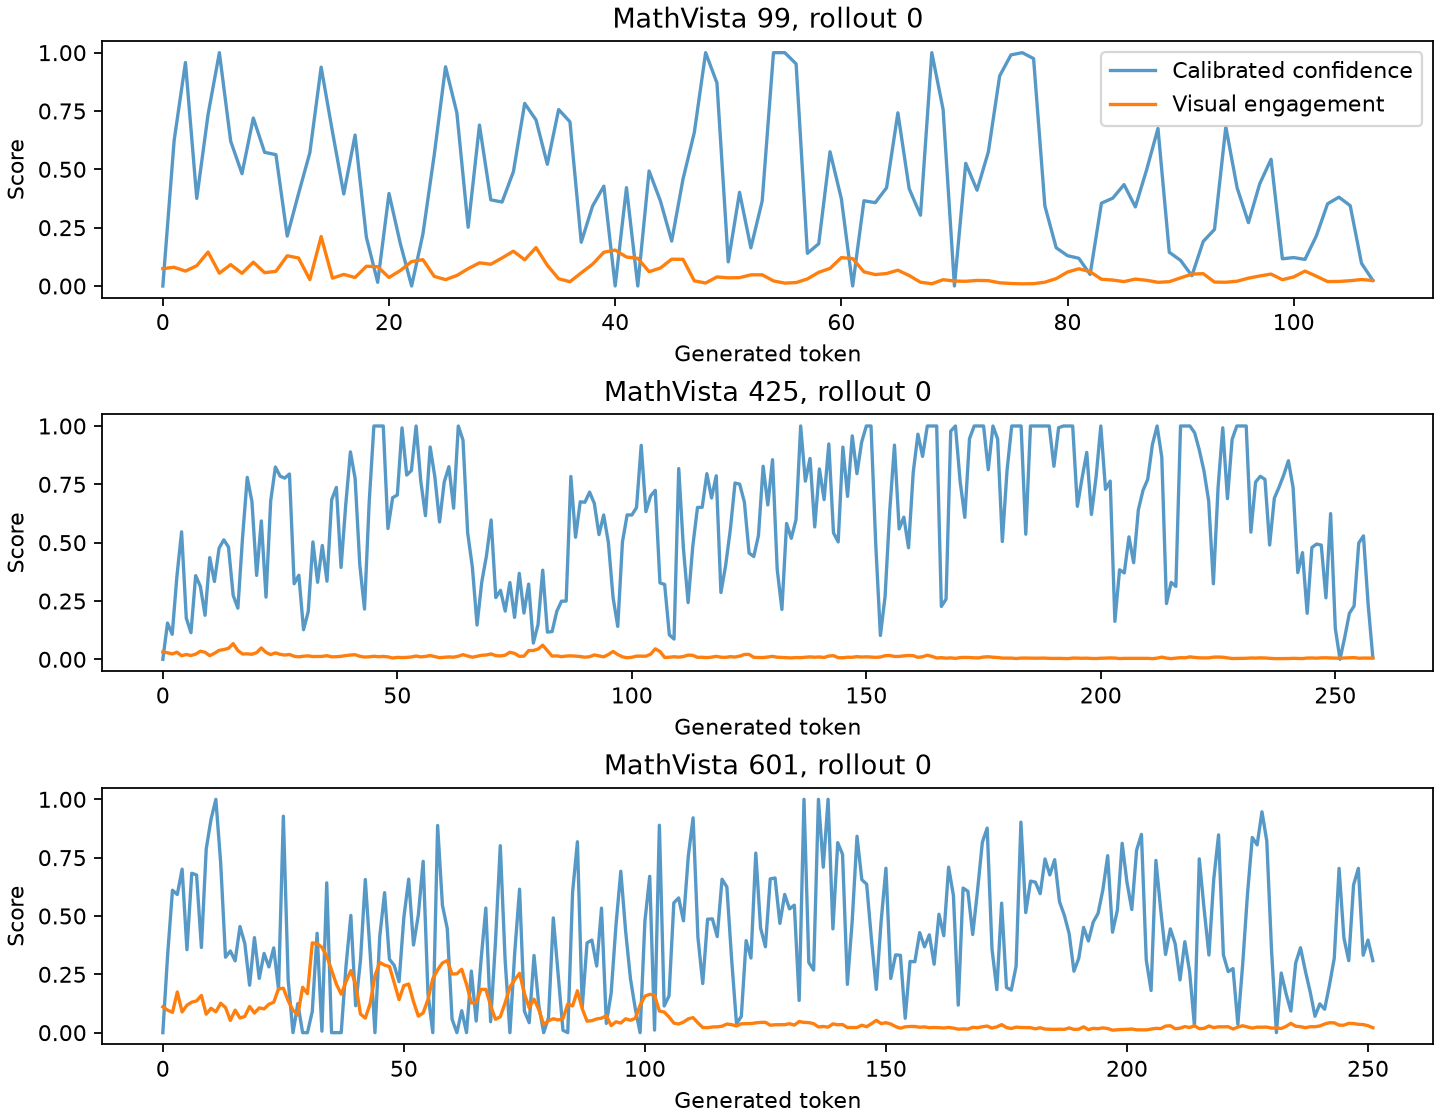 MathVista 99, rollout 0
1.00
0.75
0.50
0.25
0.00
Score
Calibrated confidence
Visual engagement
0 20 40 60 80 100
Generated token
MathVista 425, rollout 0
1.00
0.75
0.50
0.25
0.00
Score
0 50 100 150 200 250
Generated token
MathVista 601, rollout 0
1.00
0.75
0.50
0.25
0.00
Score
0 50 100 150 200 250
Generated token